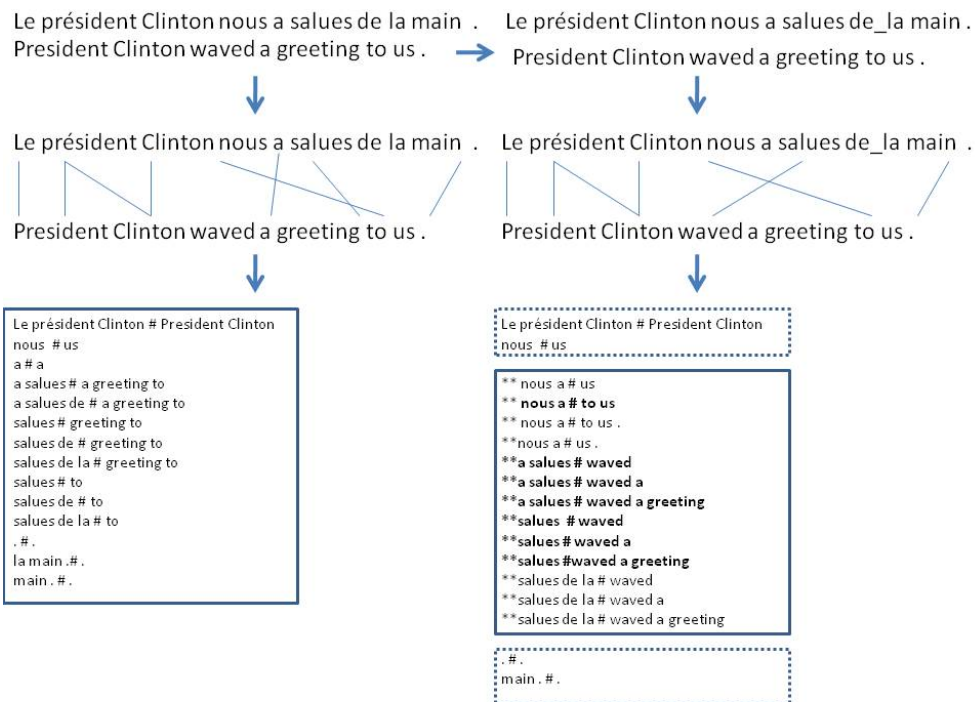 Le président Clinton nous a salues de la main .
President Clinton waved a greeting to us .
Le président Clinton nous a salues de_la main .
President Clinton waved a greeting to us .
Le président Clinton nous a salues de la main .
President Clinton waved a greeting to us .
Le président Clinton nous a salues de_la main .
President Clinton waved a greeting to us .
Le président Clinton # President Clinton
nous # us
a # a
a salues # a greeting to
a salues de # a greeting to
salues # greeting to
salues de # greeting to
salues de la # greeting to
salues # to
salues de # to
salues de la # to
. # .
la main .# .
main . # .
Le président Clinton # President Clinton
nous # us
** nous a # us
** nous a # to us
** nous a # to us .
**nous a # us .
**a salues # waved
**a salues # waved a
**a salues # waved a greeting
**salues # waved
**salues # waved a
**salues #waved a greeting
**salues de la # waved
**salues de la # waved a
**salues de la # waved a greeting
. # .
main . # .